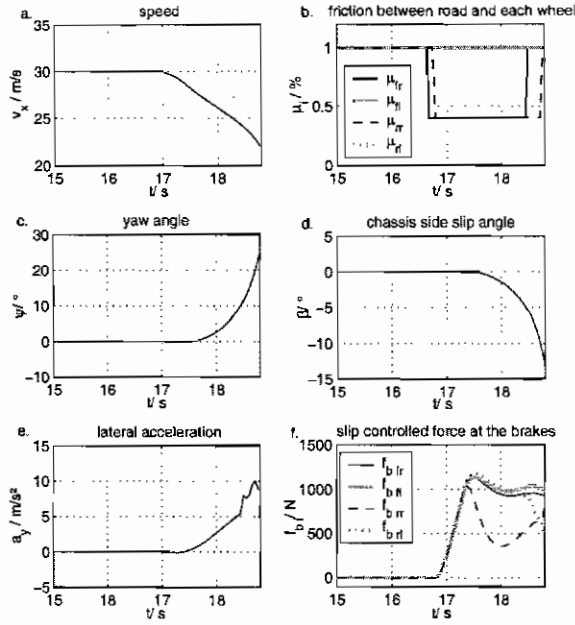 a. speed
30
25
20
15 16 17 18
v_x / m/s
t/ s
b. friction between road and each wheel
1
0.5
0
15 16 17 18
μ_i / %
t/ s
μ_fr
μ_fl
μ_rr
μ_rl
c. yaw angle
30
20
10
0
−10
15 16 17 18
ψ/ °
t/ s
d. chassis side slip angle
5
0
−5
−10
−15
15 16 17 18
β/ °
t/ s
e. lateral acceleration
15
10
5
0
−5
15 16 17 18
a_y / m/s²
t/ s
f. slip controlled force at the brakes
1500
1000
500
0
15 16 17 18
f_b i / N
t/ s
f_b fr
f_b fl
f_b rr
f_b rl